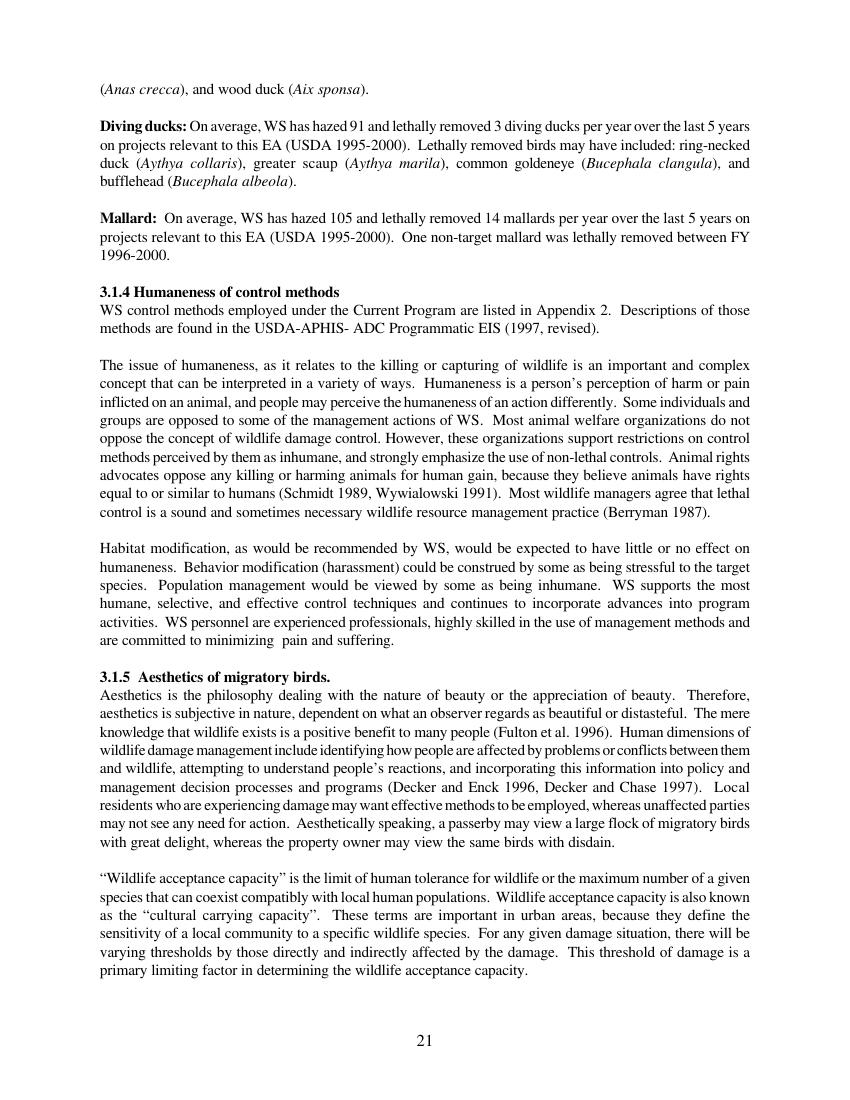 (Anas crecca), and wood duck (Aix sponsa).
Diving ducks: On average, WS has hazed 91 and lethally removed 3 diving ducks per year over the last 5 years
on projects relevant to this EA (USDA 1995-2000). Lethally removed birds may have included: ring-necked
duck (Aythya collaris), greater scaup (Aythya marila), common goldeneye (Bucephala clangula), and
bufflehead (Bucephala albeola).
Mallard: On average, WS has hazed 105 and lethally removed 14 mallards per year over the last 5 years on
projects relevant to this EA (USDA 1995-2000). One non-target mallard was lethally removed between FY
1996-2000.
3.1.4 Humaneness of control methods
WS control methods employed under the Current Program are listed in Appendix 2. Descriptions of those
methods are found in the USDA-APHIS- ADC Programmatic EIS (1997, revised).
The issue of humaneness, as it relates to the killing or capturing of wildlife is an important and complex
concept that can be interpreted in a variety of ways. Humaneness is a person's perception of harm or pain
inflicted on an animal, and people may perceive the humaneness of an action differently. Some individuals and
groups are opposed to some of the management actions of WS. Most animal welfare organizations do not
oppose the concept of wildlife damage control. However, these organizations support restrictions on control
methods perceived by them as inhumane, and strongly emphasize the use of non-lethal controls. Animal rights
advocates oppose any killing or harming animals for human gain, because they believe animals have rights
equal to or similar to humans (Schmidt 1989, Wywialowski 1991). Most wildlife managers agree that lethal
control is a sound and sometimes necessary wildlife resource management practice (Berryman 1987).
Habitat modification, as would be recommended by WS, would be expected to have little or no effect on
humaneness. Behavior modification (harassment) could be construed by some as being stressful to the target
species. Population management would be viewed by some as being inhumane. WS supports the most
humane, selective, and effective control techniques and continues to incorporate advances into program
activities. WS personnel are experienced professionals, highly skilled in the use of management methods and
are committed to minimizing pain and suffering.
3.1.5 Aesthetics of migratory birds.
Aesthetics is the philosophy dealing with the nature of beauty or the appreciation of beauty. Therefore,
aesthetics is subjective in nature, dependent on what an observer regards as beautiful or distasteful. The mere
knowledge that wildlife exists is a positive benefit to many people (Fulton et al. 1996). Human dimensions of
wildlife damage management include identifying how people are affected by problems or conflicts between them
and wildlife, attempting to understand people's reactions, and incorporating this information into policy and
management decision processes and programs (Decker and Enck 1996, Decker and Chase 1997). Local
residents who are experiencing damage may want effective methods to be employed, whereas unaffected parties
may not see any need for action. Aesthetically speaking, a passerby may view a large flock of migratory birds
with great delight, whereas the property owner may view the same birds with disdain.
“Wildlife acceptance capacity” is the limit of human tolerance for wildlife or the maximum number of a given
species that can coexist compatibly with local human populations. Wildlife acceptance capacity is also known
as the “cultural carrying capacity”. These terms are important in urban areas, because they define the
sensitivity of a local community to a specific wildlife species. For any given damage situation, there will be
varying thresholds by those directly and indirectly affected by the damage. This threshold of damage is a
primary limiting factor in determining the wildlife acceptance capacity.
21